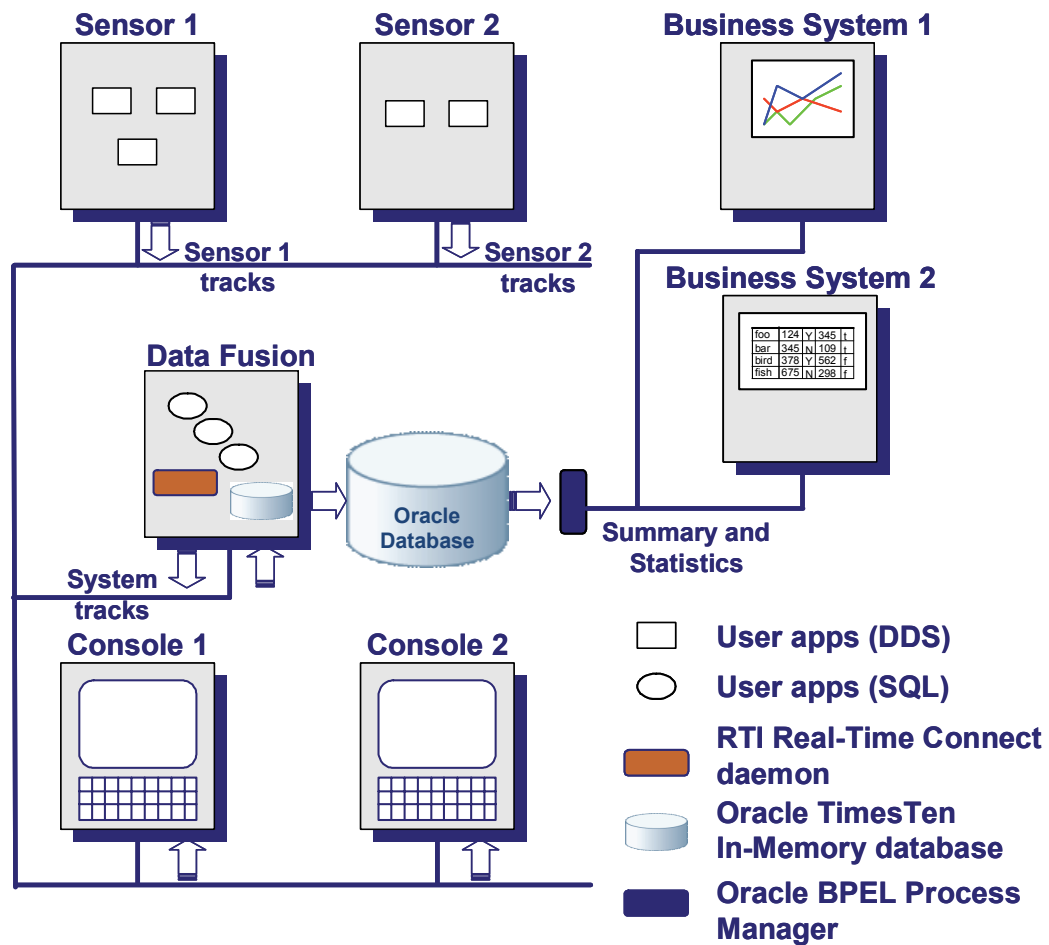 Sensor 1
Sensor 2
Business System 1
Sensor 1
tracks
Sensor 2
tracks
Business System 2
foo 124 Y 345 t
bar 345 N 109 t
bird 378 Y 562 f
fish 675 N 298 f
Data Fusion
Oracle
Database
Summary and
Statistics
System
tracks
Console 1
Console 2
User apps (DDS)
User apps (SQL)
RTI Real-Time Connect
daemon
Oracle TimesTen
In-Memory database
Oracle BPEL Process
Manager